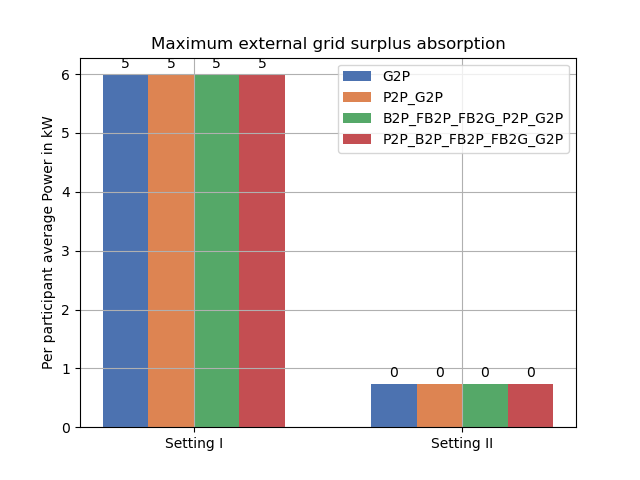 Maximum external grid surplus absorption
Per participant average Power in kW
6
5
4
3
2
1
0
5 5 5 5
0 0 0 0
G2P
P2P_G2P
B2P_FB2P_FB2G_P2P_G2P
P2P_B2P_FB2P_FB2G_G2P
Setting I Setting II